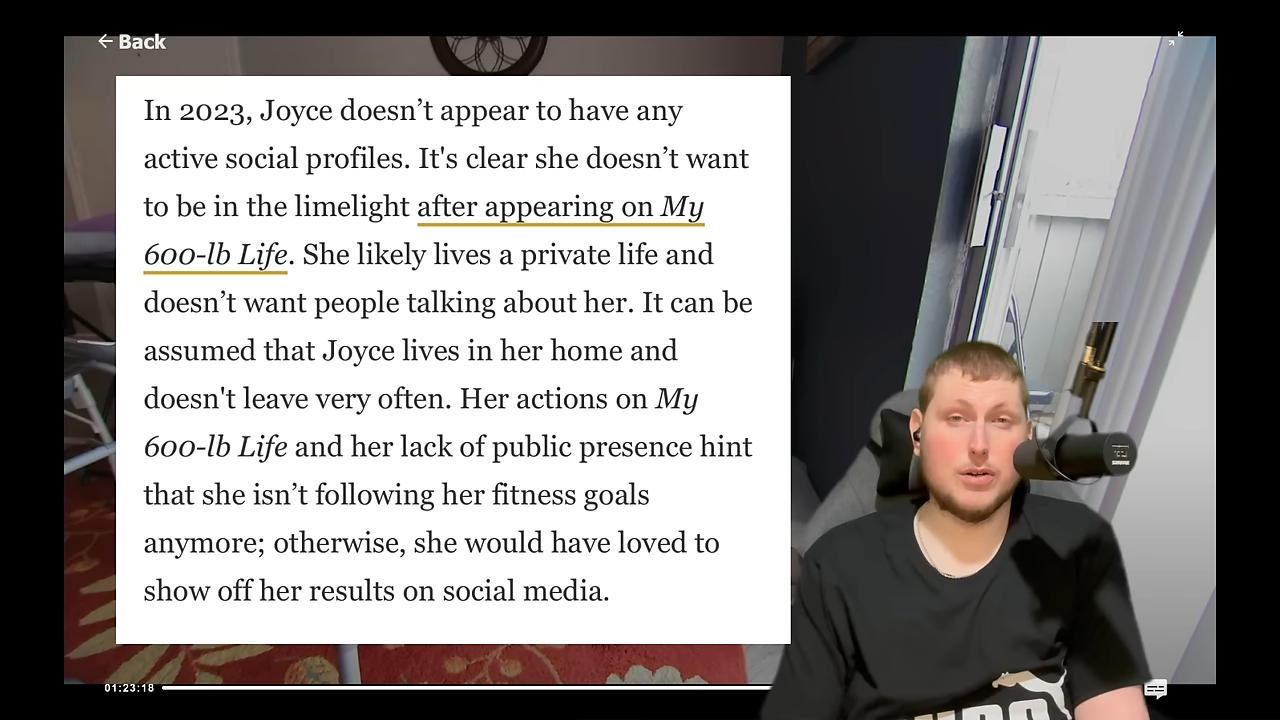 Back
In 2023, Joyce doesn’t appear to have any
active social profiles. It's clear she doesn’t want
to be in the limelight after appearing on My
600-lb Life. She likely lives a private life and
doesn’t want people talking about her. It can be
assumed that Joyce lives in her home and
doesn't leave very often. Her actions on My
600-lb Life and her lack of public presence hint
that she isn’t following her fitness goals
anymore; otherwise, she would have loved to
show off her results on social media.
01:23:18